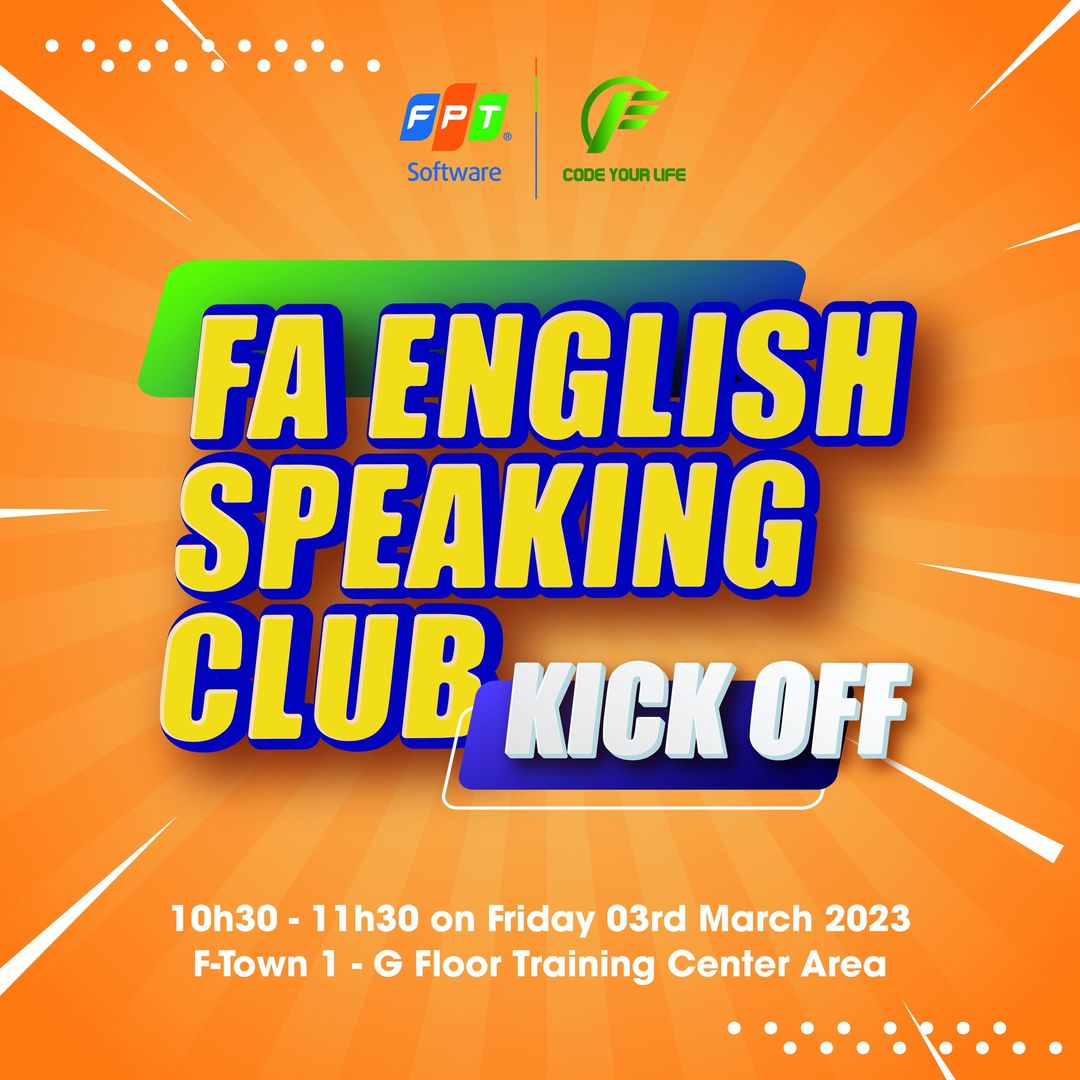 FPT®
Software
CODE YOUR LIFE
FA ENGLISH
SPEAKING
CLUB
KICK OFF
10h30 - 11h30 on Friday 03rd March 2023
F-Town 1 - G Floor Training Center Area